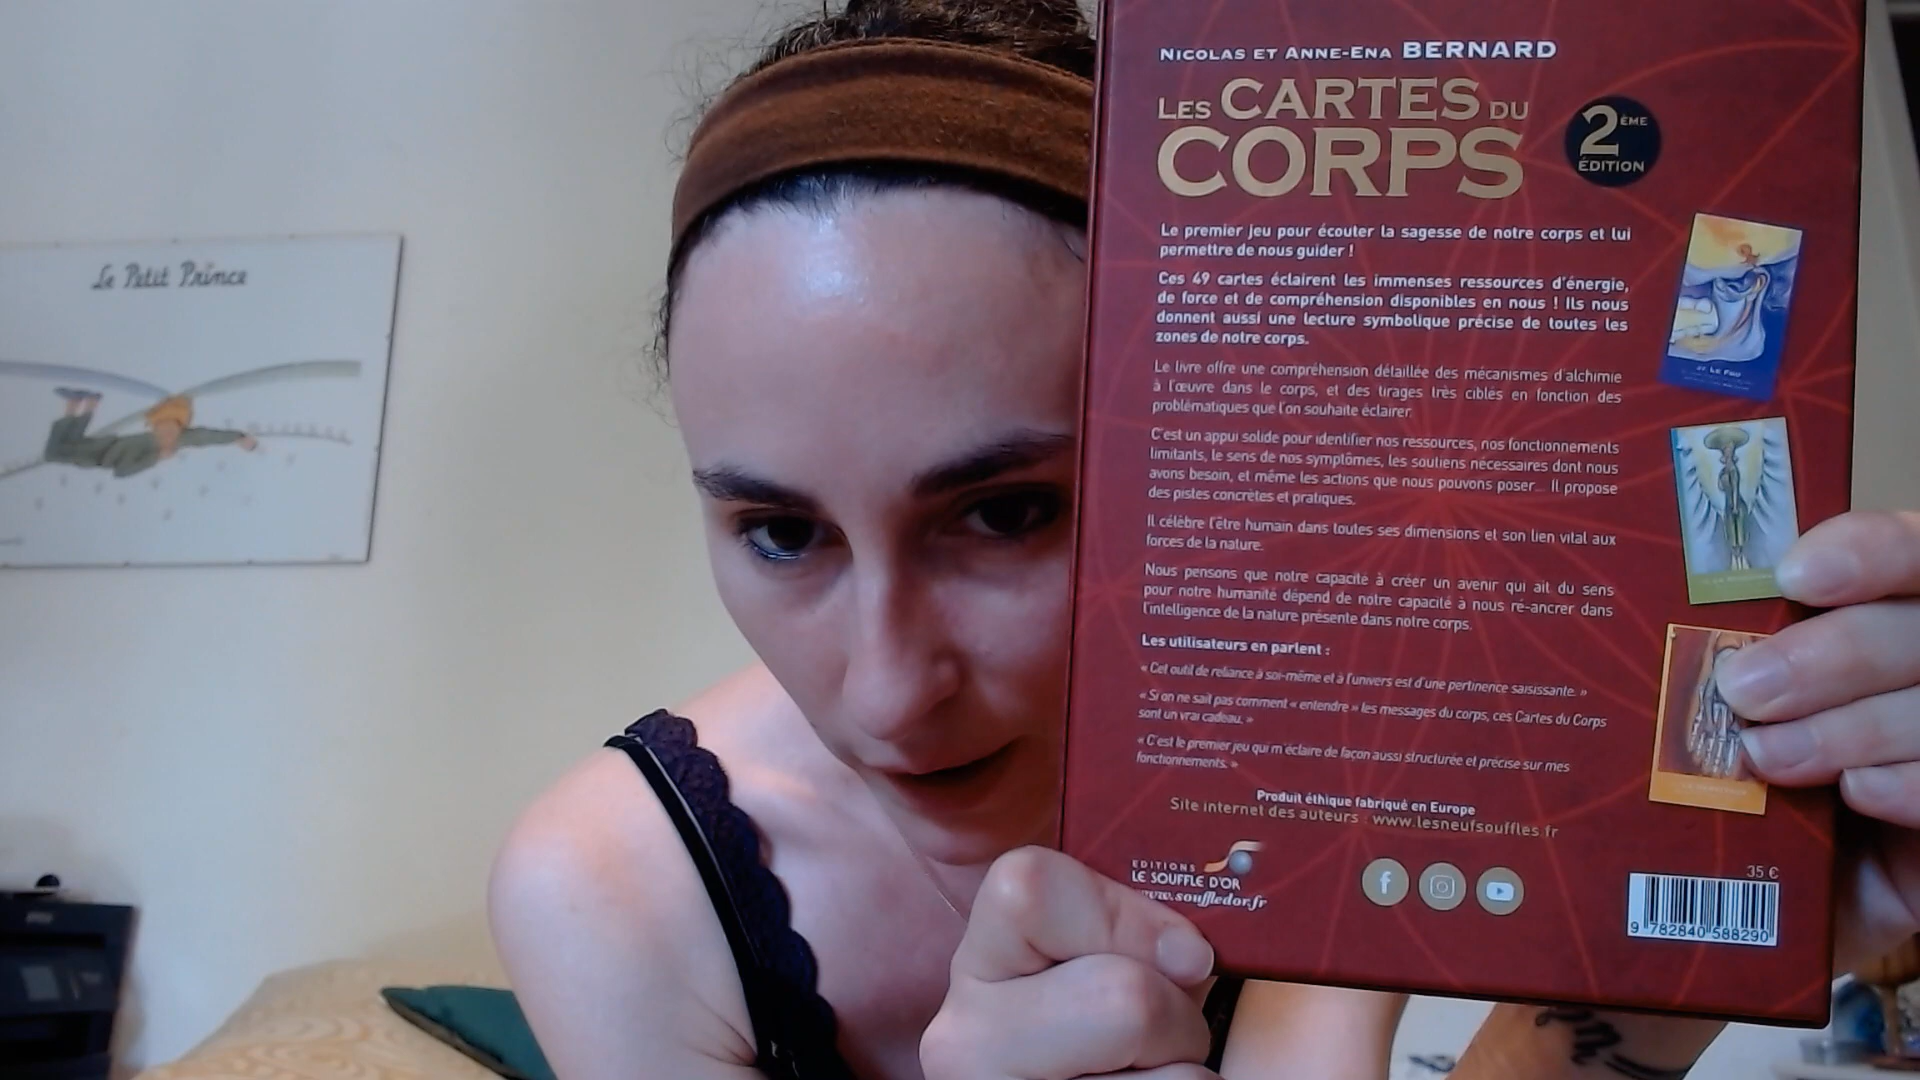 Le Petit Prince
NICOLAS ET ANNE-ENA BERNARD
LES CARTES DU
CORPS
2ÈME
ÉDITION
Le premier jeu pour écouter la sagesse de notre corps et lui
permettre de nous guider !
Ces 49 cartes éclairent les immenses ressources d'énergie,
de force et de compréhension disponibles en nous ! Ils nous
donnent aussi une lecture symbolique précise de toutes les
zones de notre corps.
Le livre offre une compréhension détaillée des mécanismes d'alchimie
à l'œuvre dans le corps, et des tirages très ciblés en fonction des
problématiques que l'on souhaite éclairer.
C'est un appui solide pour identifier nos ressources, nos fonctionnements
limitants, le sens de nos symptômes, les soutiens nécessaires dont nous
avons besoin, et même les actions que nous pouvons poser... Il propose
des pistes concrètes et pratiques.
Il célèbre l'être humain dans toutes ses dimensions et son lien vital aux
forces de la nature.
Nous pensons que notre capacité à créer un avenir qui ait du sens
pour notre humanité dépend de notre capacité à nous ré-ancrer dans
l'intelligence de la nature présente dans notre corps.
Les utilisateurs en parlent :
« Cet outil de reliance à soi-même et à l'univers est d'une pertinence saisissante. »
« Si on ne sait pas comment « entendre » les messages du corps, ces Cartes du Corps
sont un vrai cadeau. »
« C'est le premier jeu qui m'éclaire de façon aussi structurée et précise sur mes
fonctionnements. »
Produit éthique fabriqué en Europe
Site internet des auteurs : www.lesneufsouffles.fr
EDITIONS
LE SOUFFLE D'OR
www.souffledor.fr
35 €
9 782840 588290